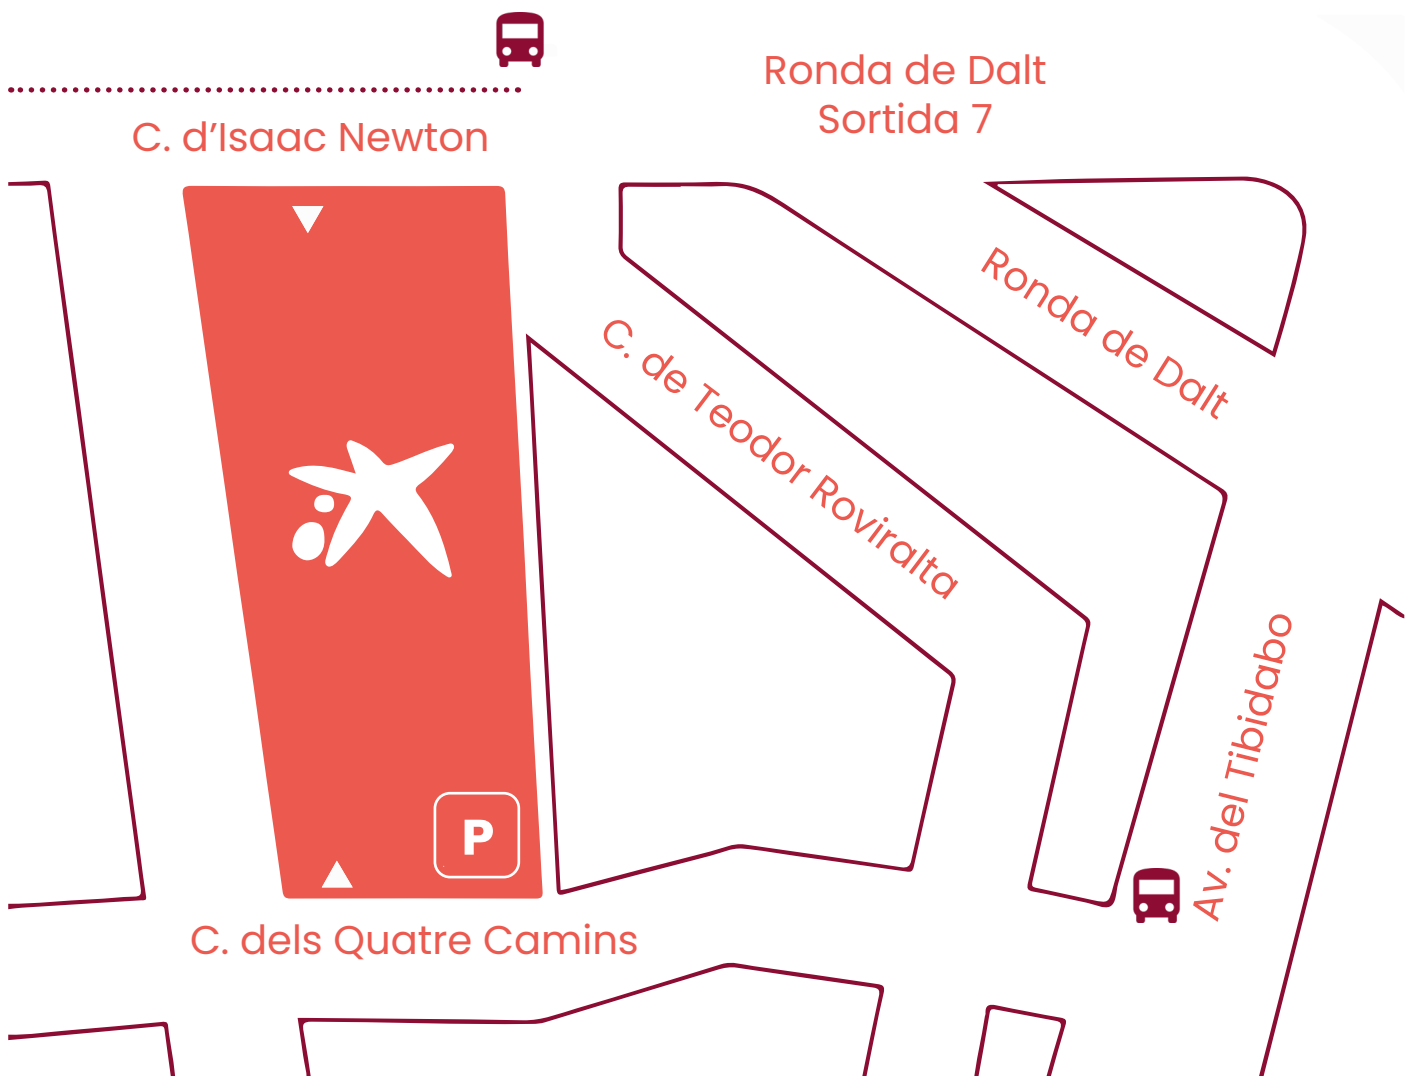 Ronda de Dalt
Sortida 7
C. d’Isaac Newton
Ronda de Dalt
C. de Teodor Roviralta
Av. del Tibidabo
P
C. dels Quatre Camins